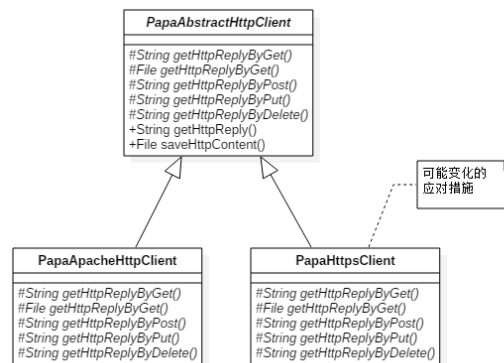 PapaAbstractHttpClient
#String getHttpReplyByGet()
#File getHttpReplyByGet()
#String getHttpReplyByPost()
#String getHttpReplyByPut()
#String getHttpReplyByDelete()
+String getHttpReply()
+File saveHttpContent()
可能变化的
应对措施
PapaApacheHttpClient
#String getHttpReplyByGet()
#File getHttpReplyByGet()
#String getHttpReplyByPost()
#String getHttpReplyByPut()
#String getHttpReplyByDelete()
PapaHttpsClient
#String getHttpReplyByGet()
#File getHttpReplyByGet()
#String getHttpReplyByPost()
#String getHttpReplyByPut()
#String getHttpReplyByDelete()